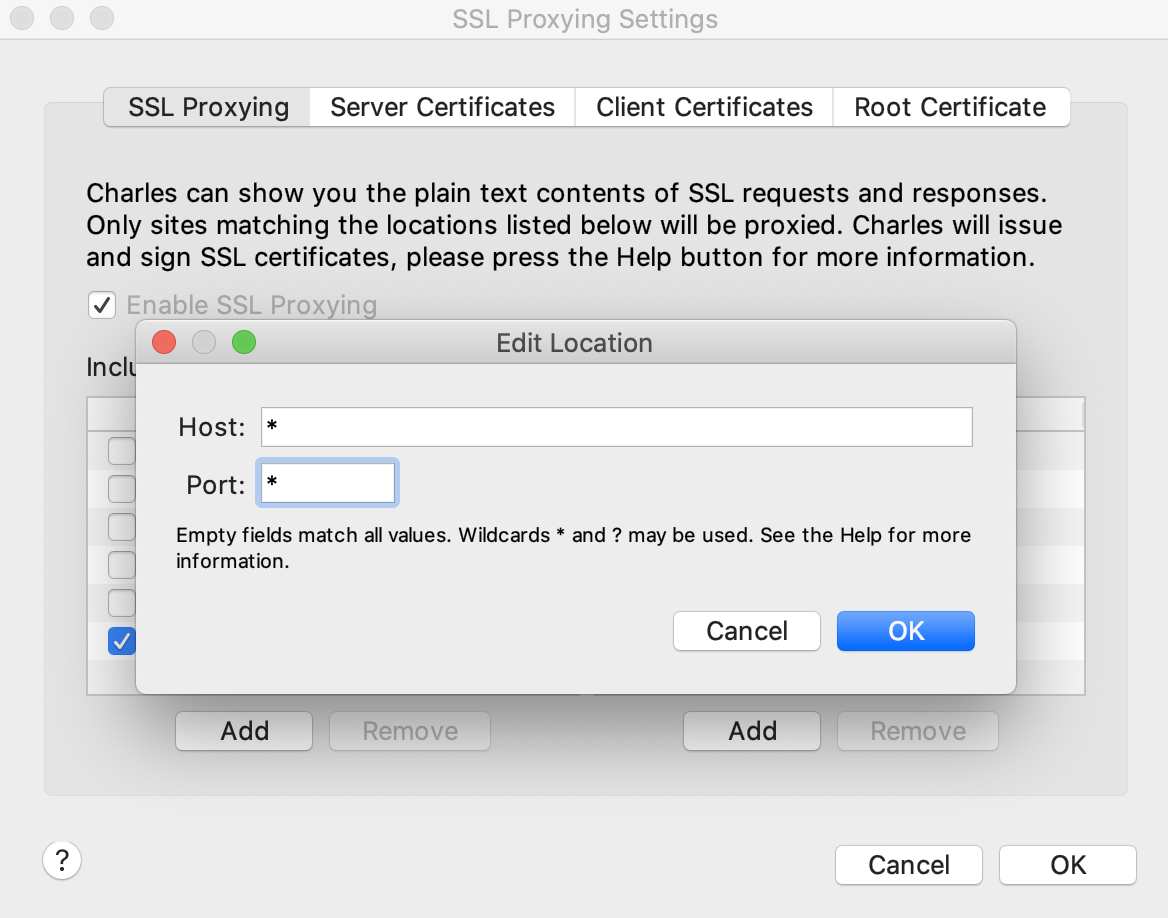 SSL Proxying Settings
SSL Proxying
Server Certificates
Client Certificates
Root Certificate
Charles can show you the plain text contents of SSL requests and responses.
Only sites matching the locations listed below will be proxied. Charles will issue
and sign SSL certificates, please press the Help button for more information.
Enable SSL Proxying
Edit Location
Host: *
Port: *
Empty fields match all values. Wildcards * and ? may be used. See the Help for more
information.
Cancel
OK
Add
Remove
Add
Remove
?
Cancel
OK